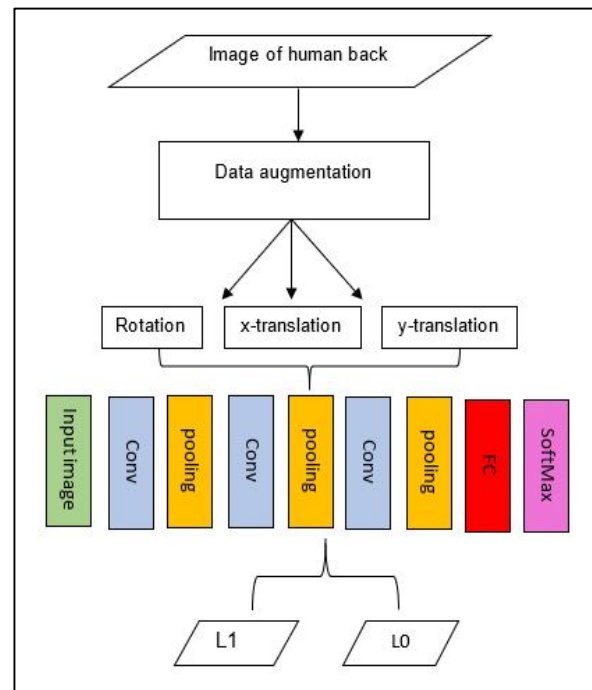 Image of human back
Data augmentation
Rotation
x-translation
y-translation
Input image
Conv
pooling
Conv
pooling
Conv
pooling
FC
SoftMax
L1
L0